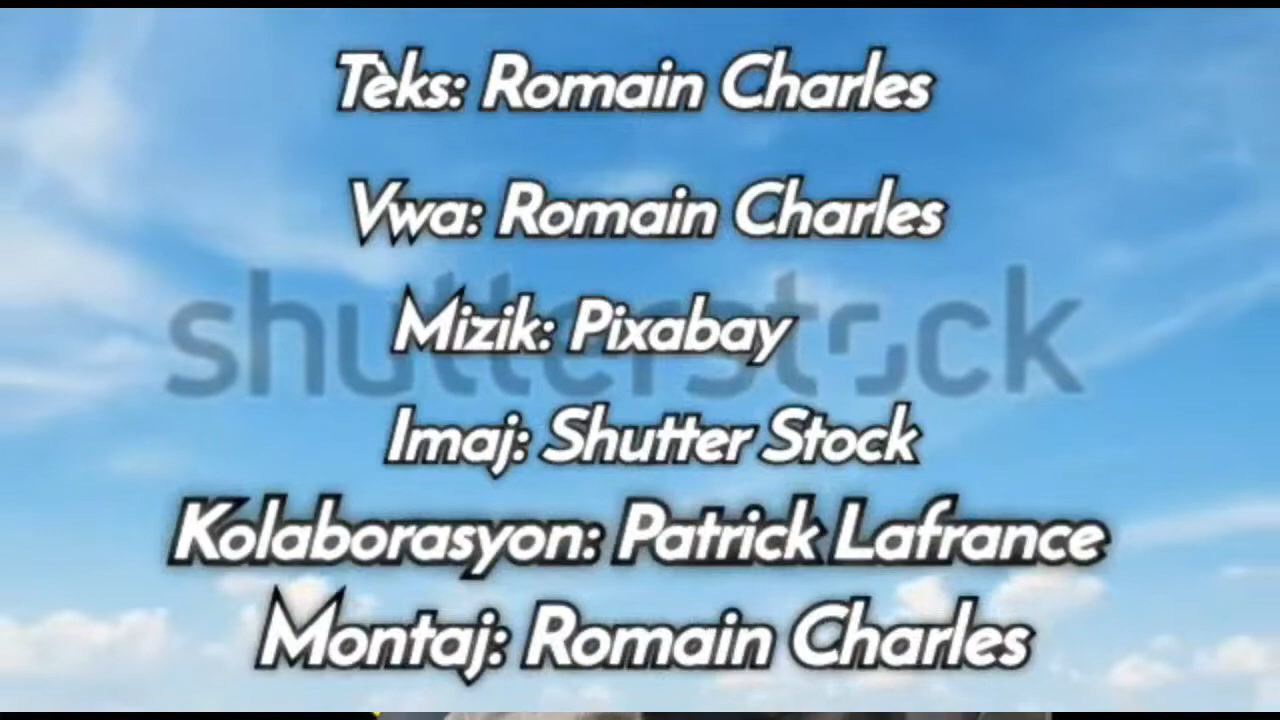 Tèks: Romain Charles
Vwa: Romain Charles
shutterstock
Mizik: Pixabay
Imaj: Shutter Stock
Kolaborasyon: Patrick Lafrance
Montaj: Romain Charles